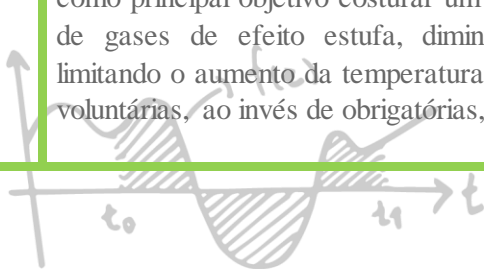 como principal objetivo costurar um
de gases de efeito estufa, dimin
limitando o aumento da temperatura
voluntárias, ao invés de obrigatórias,
f(t)
t₀
t₁
t